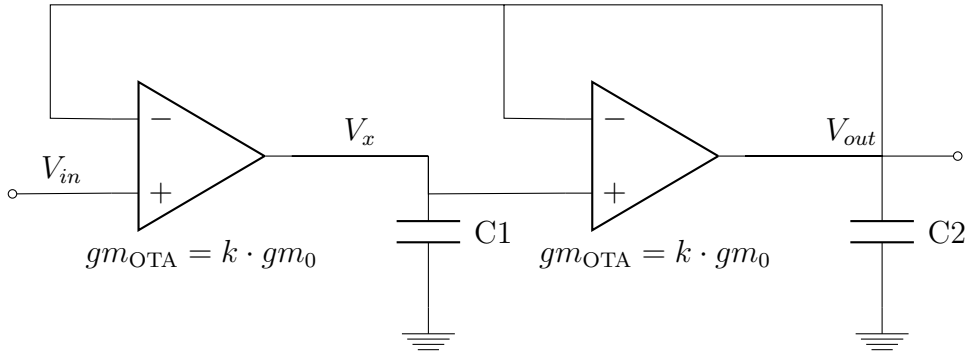 −
−
V_x
V_out
V_in
+
+
C1
C2
gm_OTA = k · gm_0
gm_OTA = k · gm_0